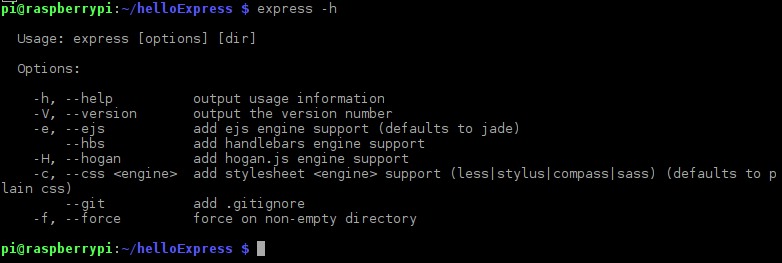 pi@raspberrypi:~/helloExpress $ express -h
Usage: express [options] [dir]
Options:
-h, --help output usage information
-V, --version output the version number
-e, --ejs add ejs engine support (defaults to jade)
--hbs add handlebars engine support
-H, --hogan add hogan.js engine support
-c, --css <engine> add stylesheet <engine> support (less|stylus|compass|sass) (defaults to p
lain css)
--git add .gitignore
-f, --force force on non-empty directory
pi@raspberrypi:~/helloExpress $